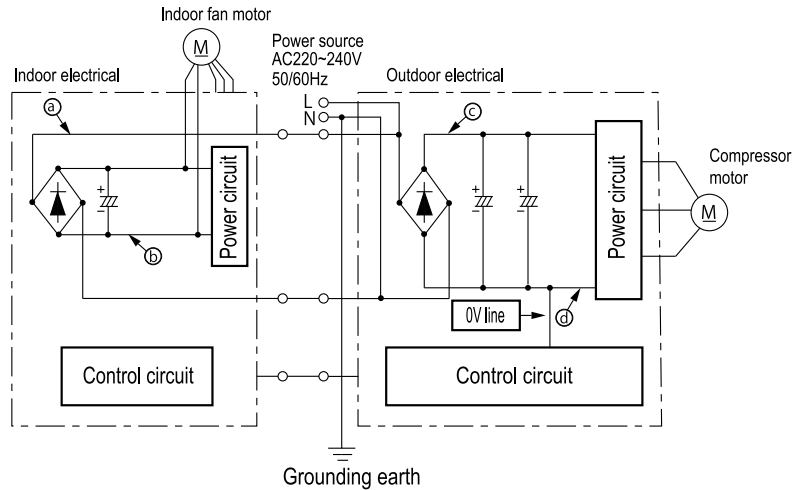 Indoor fan motor
M
Power source
AC220~240V
50/60Hz
Indoor electrical
Outdoor electrical
L
N
a
c
+
−
Power circuit
b
+
−
+
−
Power circuit
Compressor
motor
M
0V line
d
Control circuit
Control circuit
Grounding earth